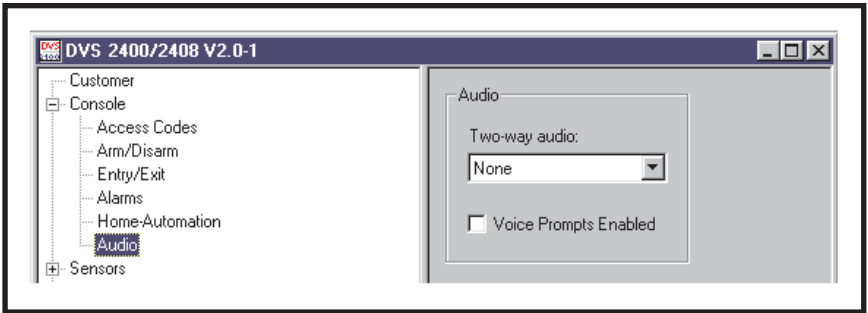 DVS 2400/2408 V2.0-1
Customer
Console
Access Codes
Arm/Disarm
Entry/Exit
Alarms
Home-Automation
Audio
Sensors
Audio
Two-way audio:
None
Voice Prompts Enabled